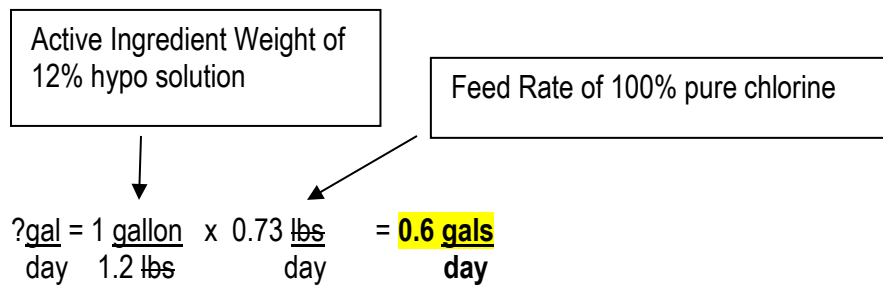 Active Ingredient Weight of
12% hypo solution
Feed Rate of 100% pure chlorine
?gal = 1 gallon x 0.73 lbs = 0.6 gals
day 1.2 lbs day day